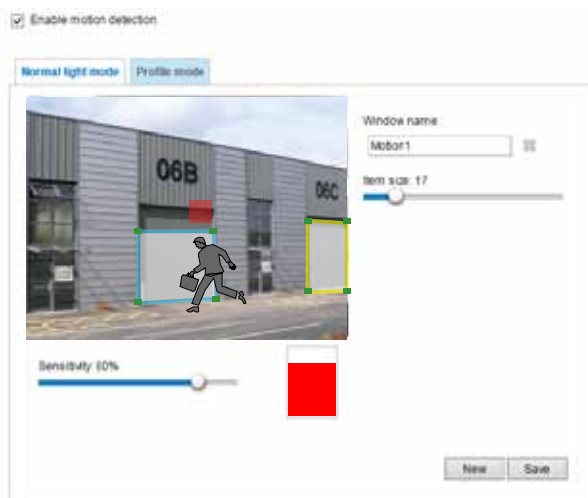 Enable motion detection
Normal light mode
Profile mode
Window name
Motion1
Item size: 17
06B
06C
Sensitivity: 80%
New
Save